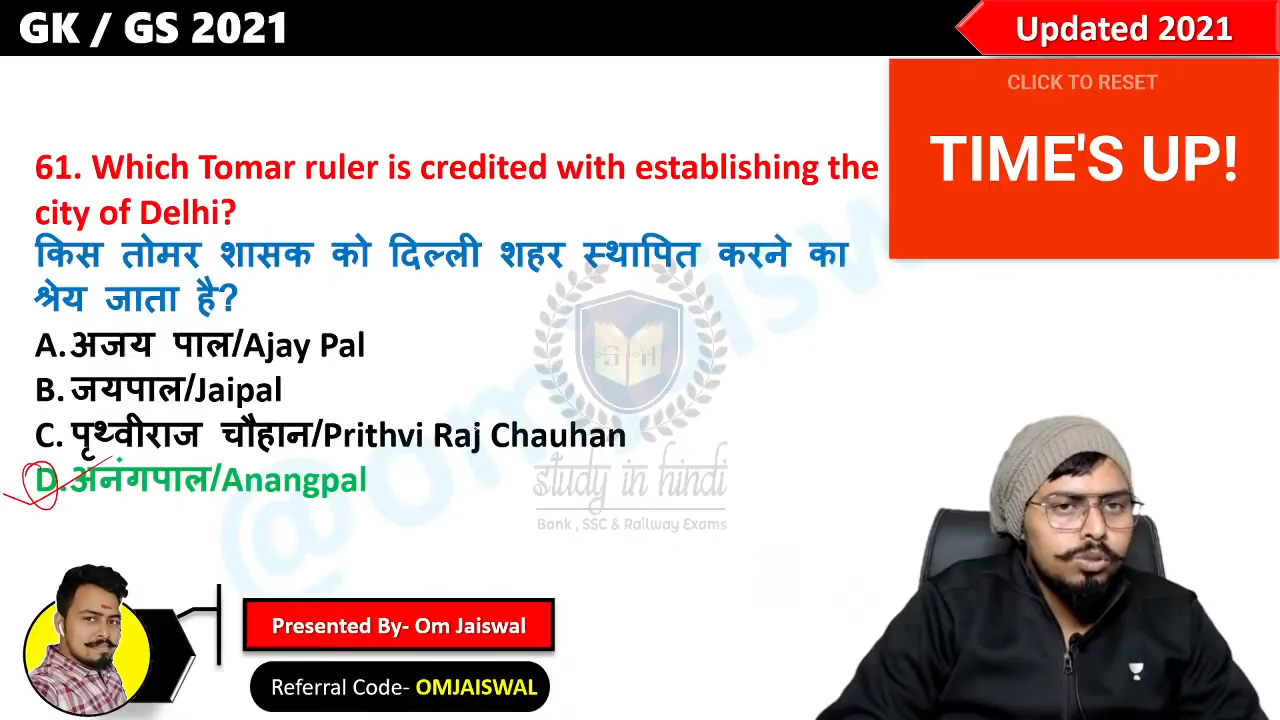 GK / GS 2021
Updated 2021
CLICK TO RESET
TIME'S UP!
61. Which Tomar ruler is credited with establishing the
city of Delhi?
किस तोमर शासक को दिल्ली शहर स्थापित करने का
श्रेय जाता है?
A. अजय पाल/Ajay Pal
B. जयपाल/Jaipal
C. पृथ्वीराज चौहान/Prithvi Raj Chauhan
D. अनंगपाल/Anangpal
study in hindi
Bank , SSC & Railway Exams
Presented By- Om Jaiswal
Referral Code- OMJAISWAL